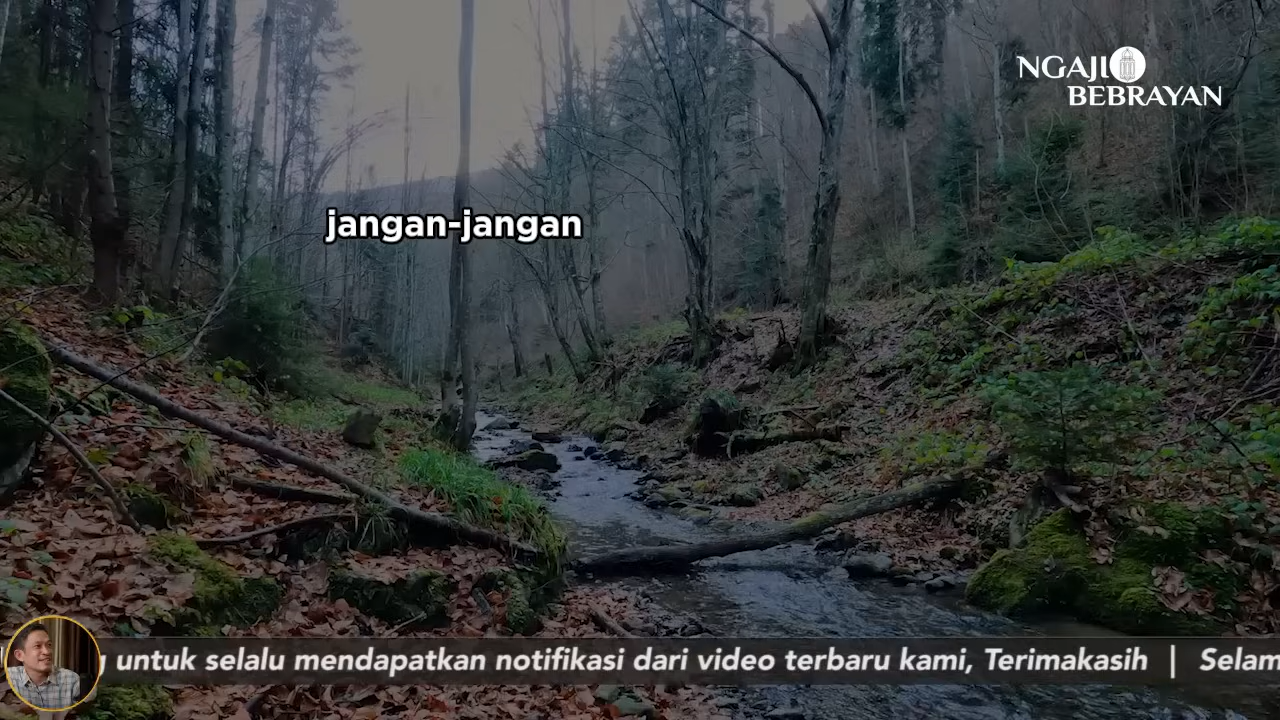 NGAJI
BEBRAYAN
jangan-jangan
untuk selalu mendapatkan notifikasi dari video terbaru kami, Terimakasih | Selam